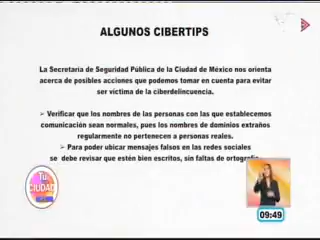 ALGUNOS CIBERTIPS
La Secretaría de Seguridad Pública de la Ciudad de México nos orienta
acerca de posibles acciones que podemos tomar en cuenta para evitar
ser víctima de la ciberdelincuencia.
➢ Verificar que los nombres de las personas con las que establecemos
comunicación sean normales, pues los nombres de dominios extraños
regularmente no pertenecen a personas reales.
➢ Para poder ubicar mensajes falsos en las redes sociales
se debe revisar que estén bien escritos, sin faltas de ortografía
Tu
CIUDAD
09:49